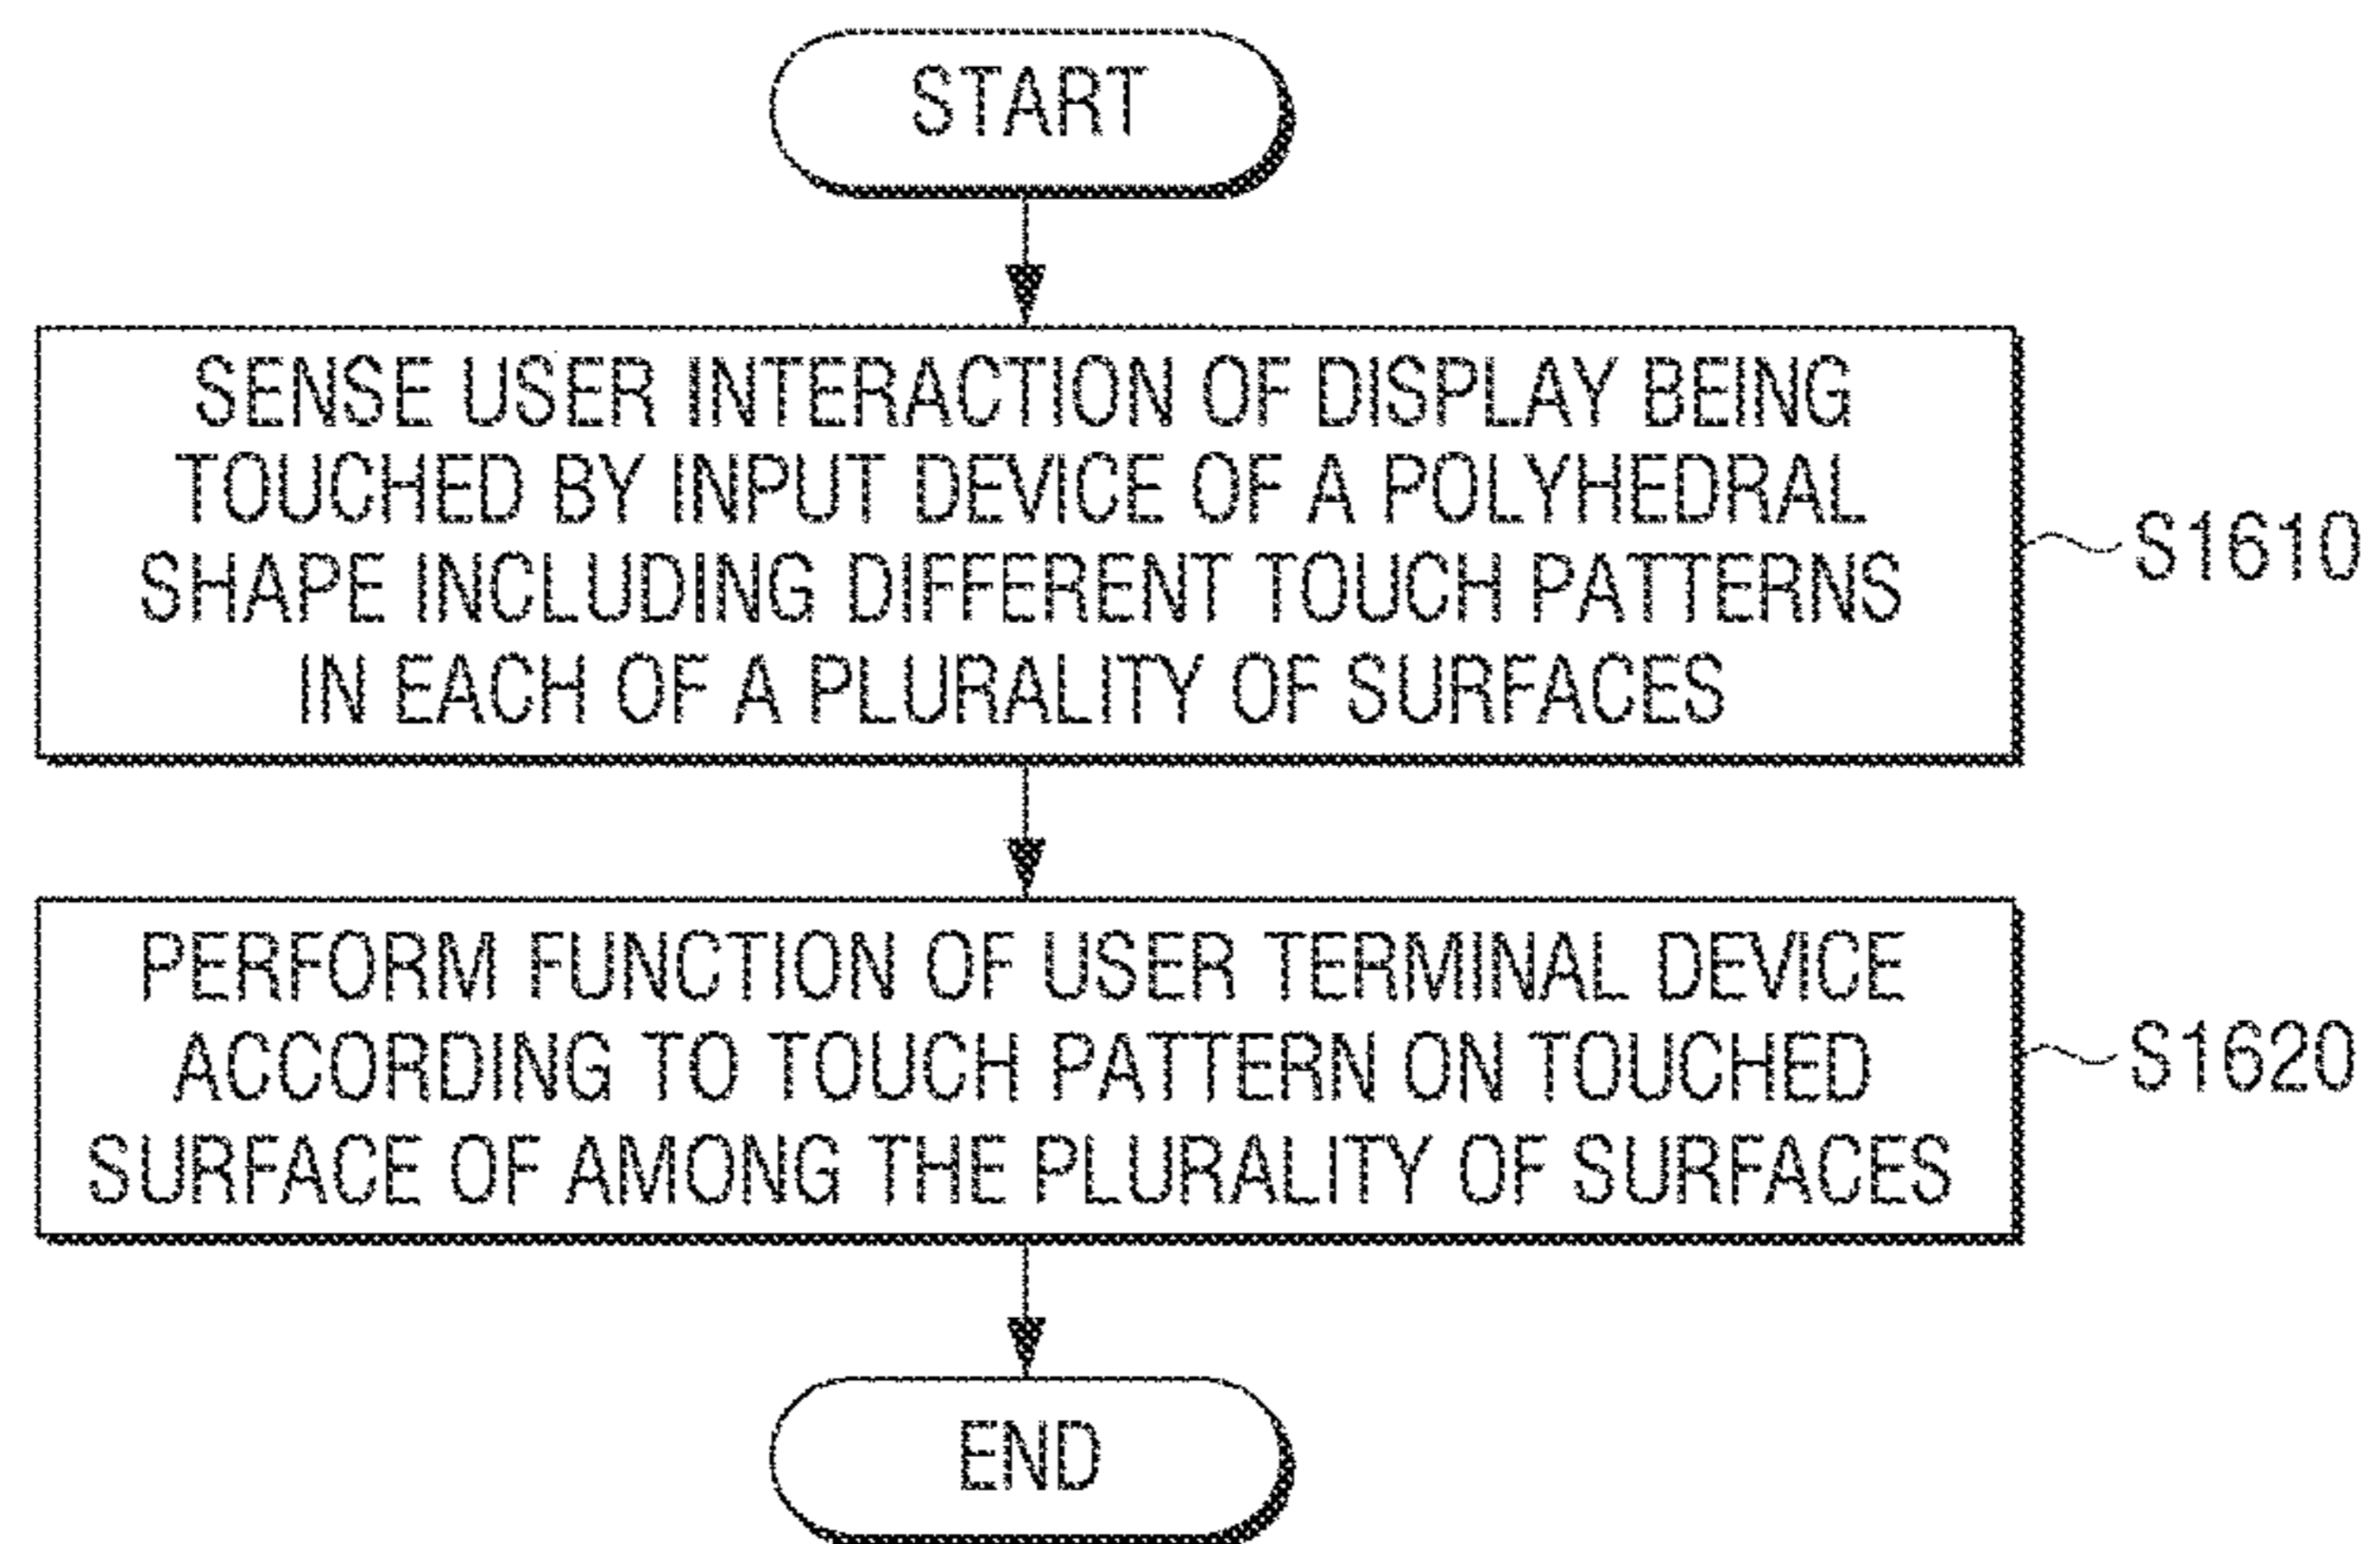 START
SENSE USER INTERACTION OF DISPLAY BEING
TOUCHED BY INPUT DEVICE OF A POLYHEDRAL
SHAPE INCLUDING DIFFERENT TOUCH PATTERNS
IN EACH OF A PLURALITY OF SURFACES
S1610
PERFORM FUNCTION OF USER TERMINAL DEVICE
ACCORDING TO TOUCH PATTERN ON TOUCHED
SURFACE OF AMONG THE PLURALITY OF SURFACES
S1620
END